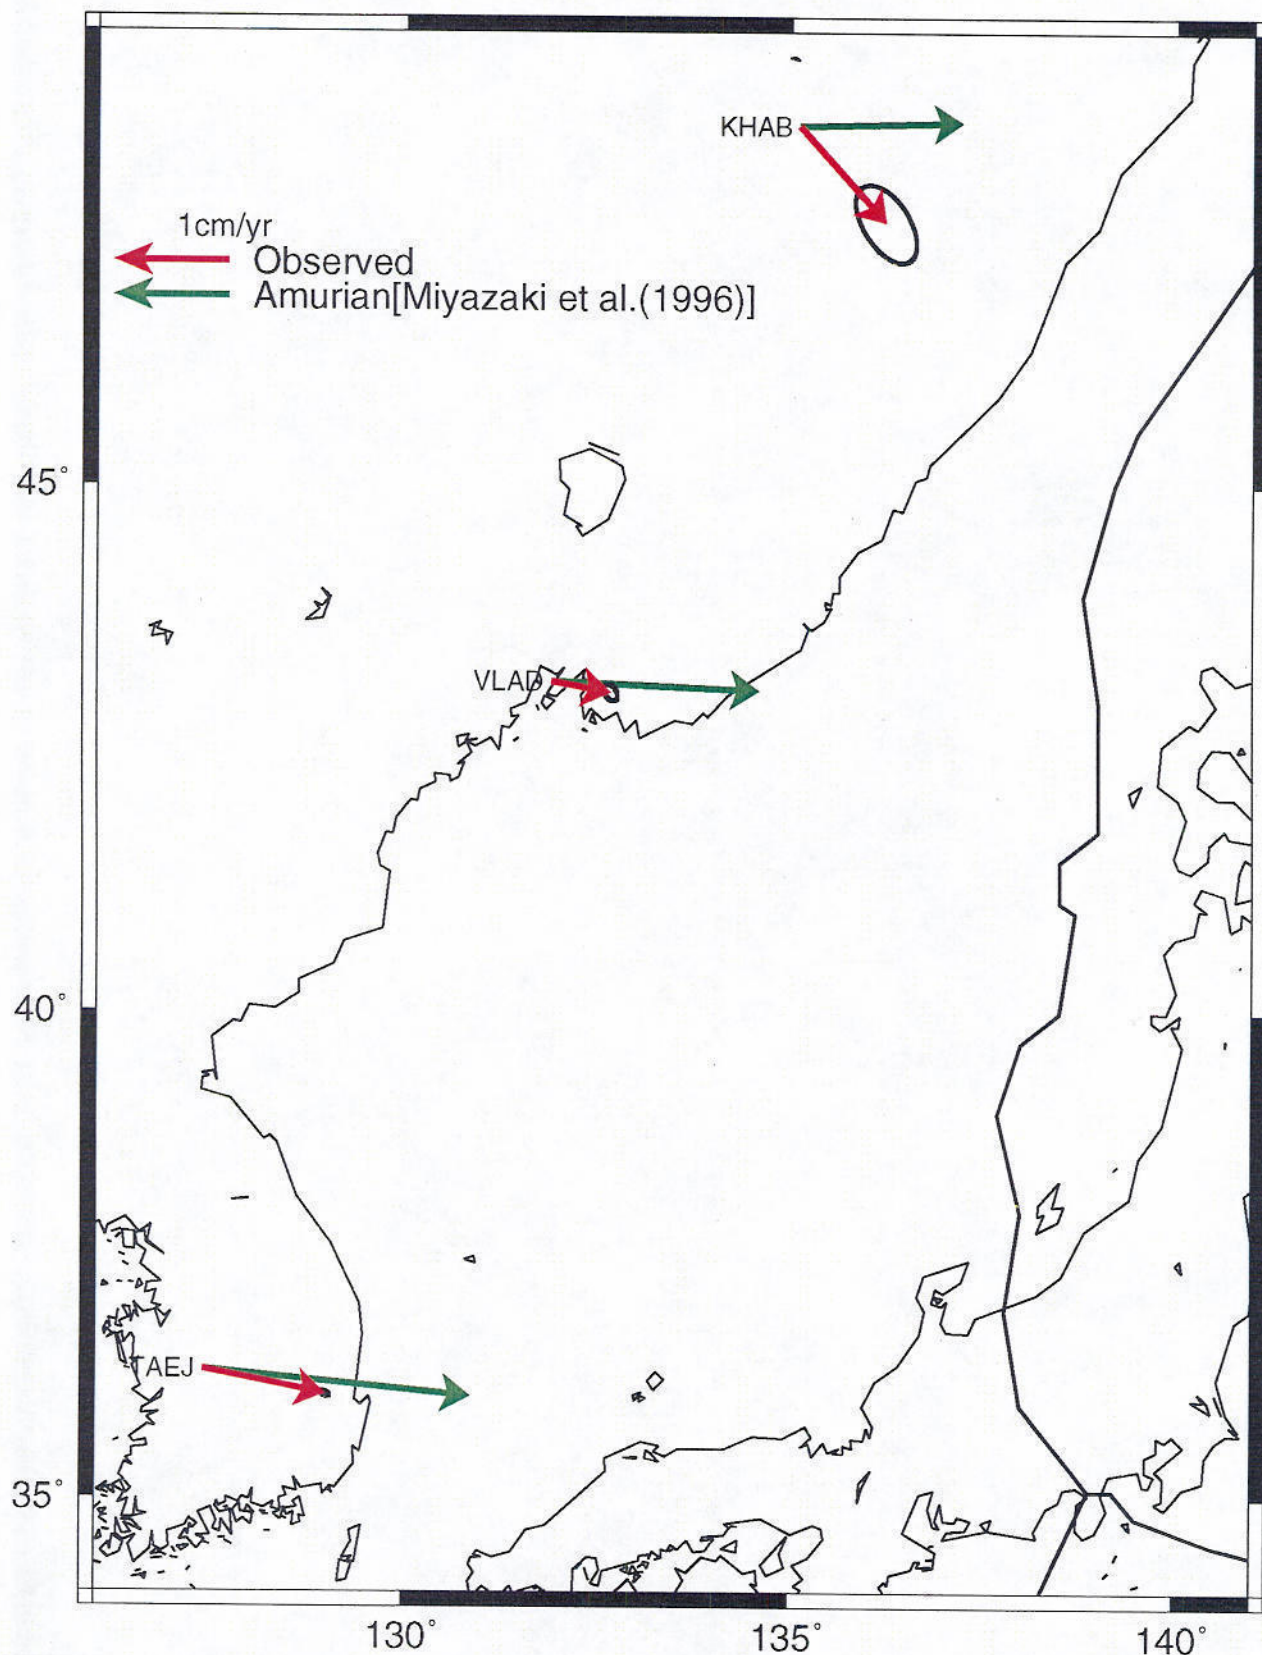 KHAB
1cm/yr
Observed
Amurian[Miyazaki et al.(1996)]
45°
VLAD
40°
TAEJ
35°
130°
135°
140°